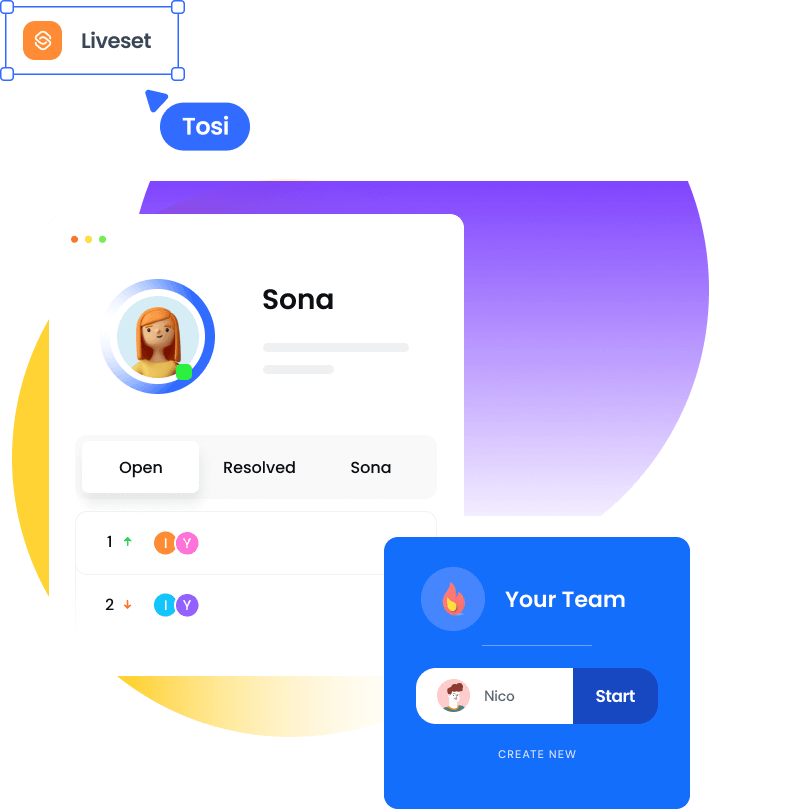 Liveset
Tosi
Sona
Open Resolved Sona
1 I Y
2 I Y
Your Team
Nico Start
CREATE NEW